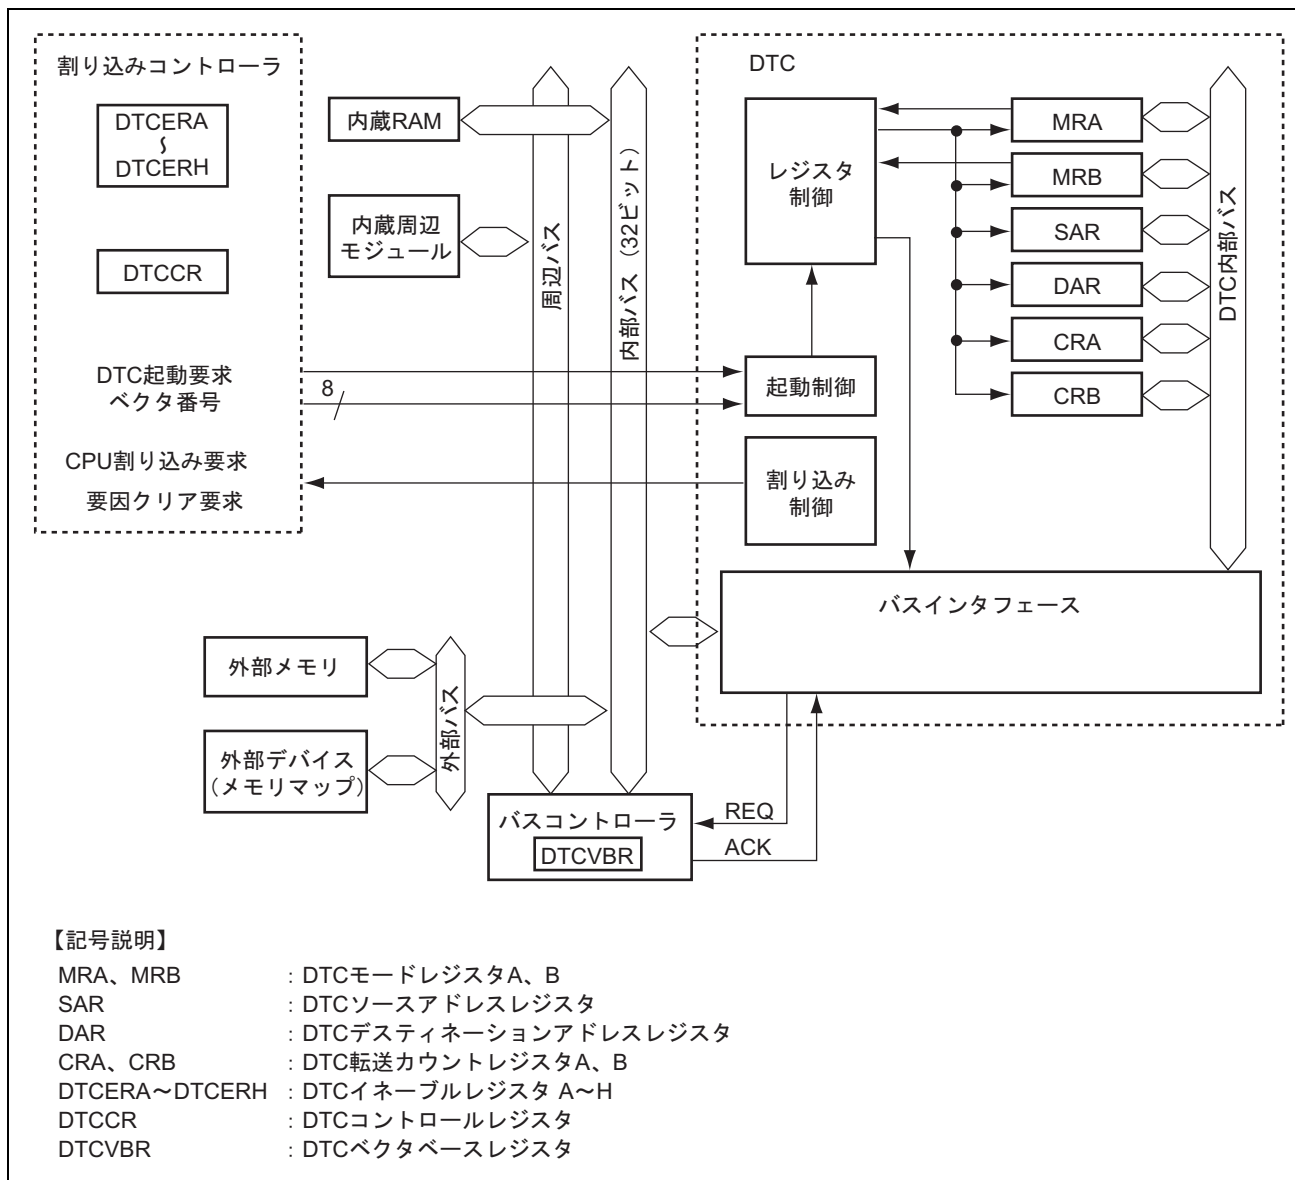 割り込みコントローラ
DTCERA
〜
DTCERH
DTCCR
DTC起動要求
ベクタ番号
8
CPU割り込み要求
要因クリア要求
内蔵RAM
内蔵周辺
モジュール
周辺バス
内部バス（32ビット）
DTC
レジスタ
制御
起動制御
割り込み
制御
MRA
MRB
SAR
DAR
CRA
CRB
DTC内部バス
バスインタフェース
外部メモリ
外部デバイス
（メモリマップ）
外部バス
バスコントローラ
DTCVBR
REQ
ACK
【記号説明】
MRA、MRB : DTCモードレジスタA、B
SAR : DTCソースアドレスレジスタ
DAR : DTCデスティネーションアドレスレジスタ
CRA、CRB : DTC転送カウントレジスタA、B
DTCERA〜DTCERH : DTCイネーブルレジスタ A〜H
DTCCR : DTCコントロールレジスタ
DTCVBR : DTCベクタベースレジスタ